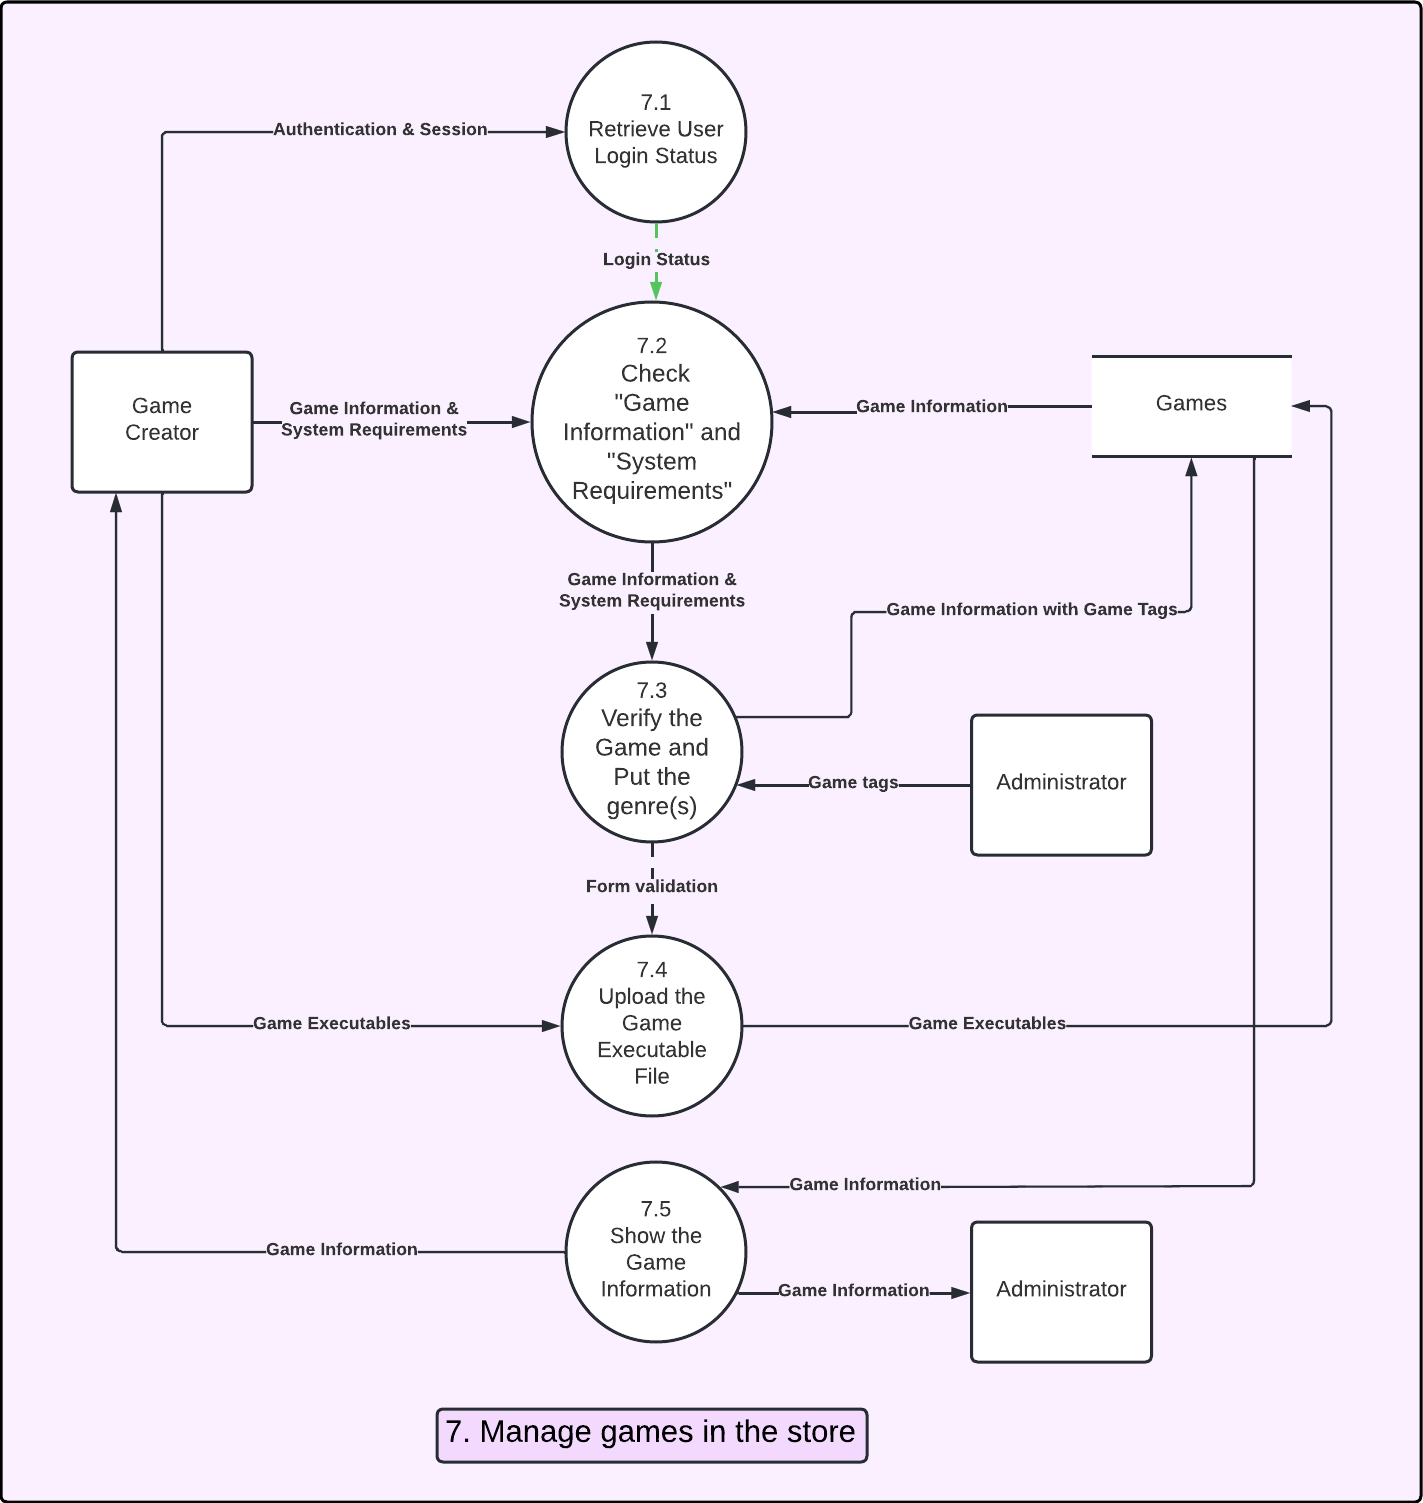 7.1
Retrieve User
Login Status
Authentication & Session
Login Status
7.2
Check
"Game
Information" and
"System
Requirements"
Game
Creator
Game Information &
System Requirements
Game Information
Games
Game Information &
System Requirements
Game Information with Game Tags
7.3
Verify the
Game and
Put the
genre(s)
Game tags
Administrator
Form validation
7.4
Upload the
Game
Executable
File
Game Executables
Game Executables
Game Information
7.5
Show the
Game
Information
Game Information
Game Information
Administrator
7. Manage games in the store